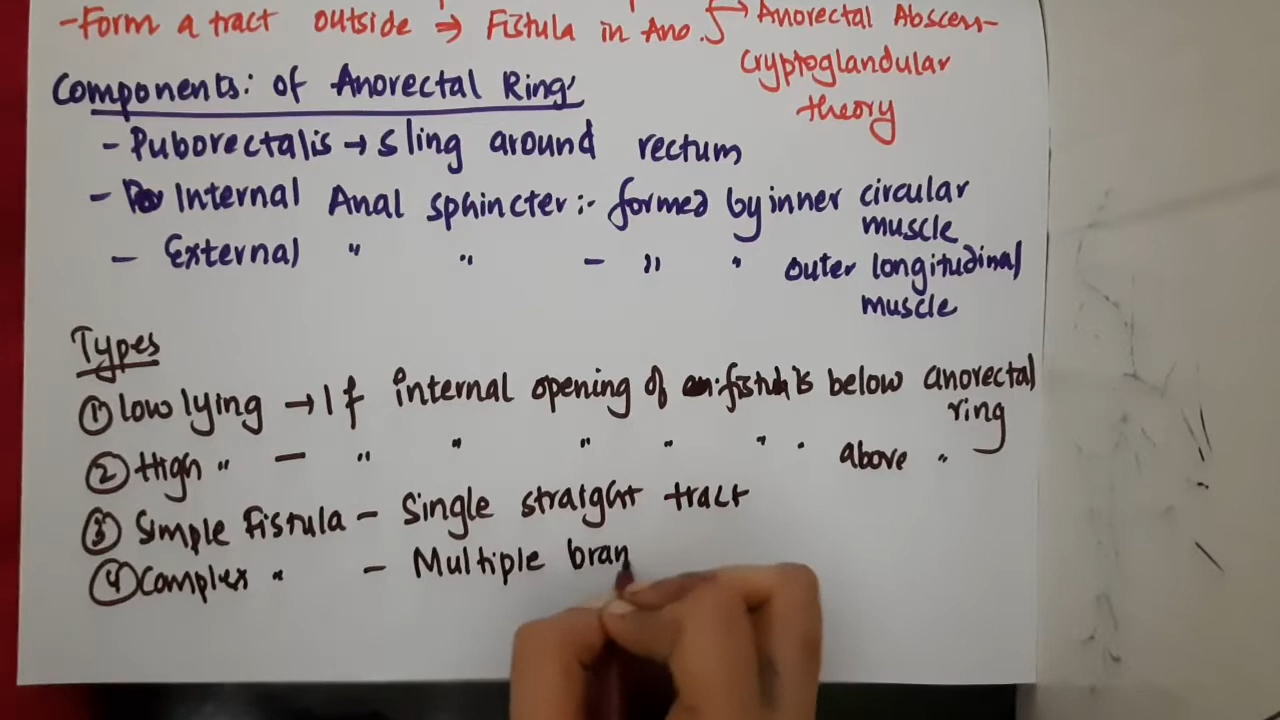 -Form a tract outside ⇒ Fistula in Ano. → Anorectal Abscess-
cryptoglandular
theory
Components: of Anorectal Ring
- Puborectalis → sling around rectum
- Internal Anal sphincter :- formed by inner circular
muscle
- External " " - " " outer longitudinal
muscle
Types
① Low lying → If internal opening of fistula is below anorectal
ring
② High " - " " " " " " above "
③ Simple Fistula - Single straight tract
④ Complex " - Multiple bran